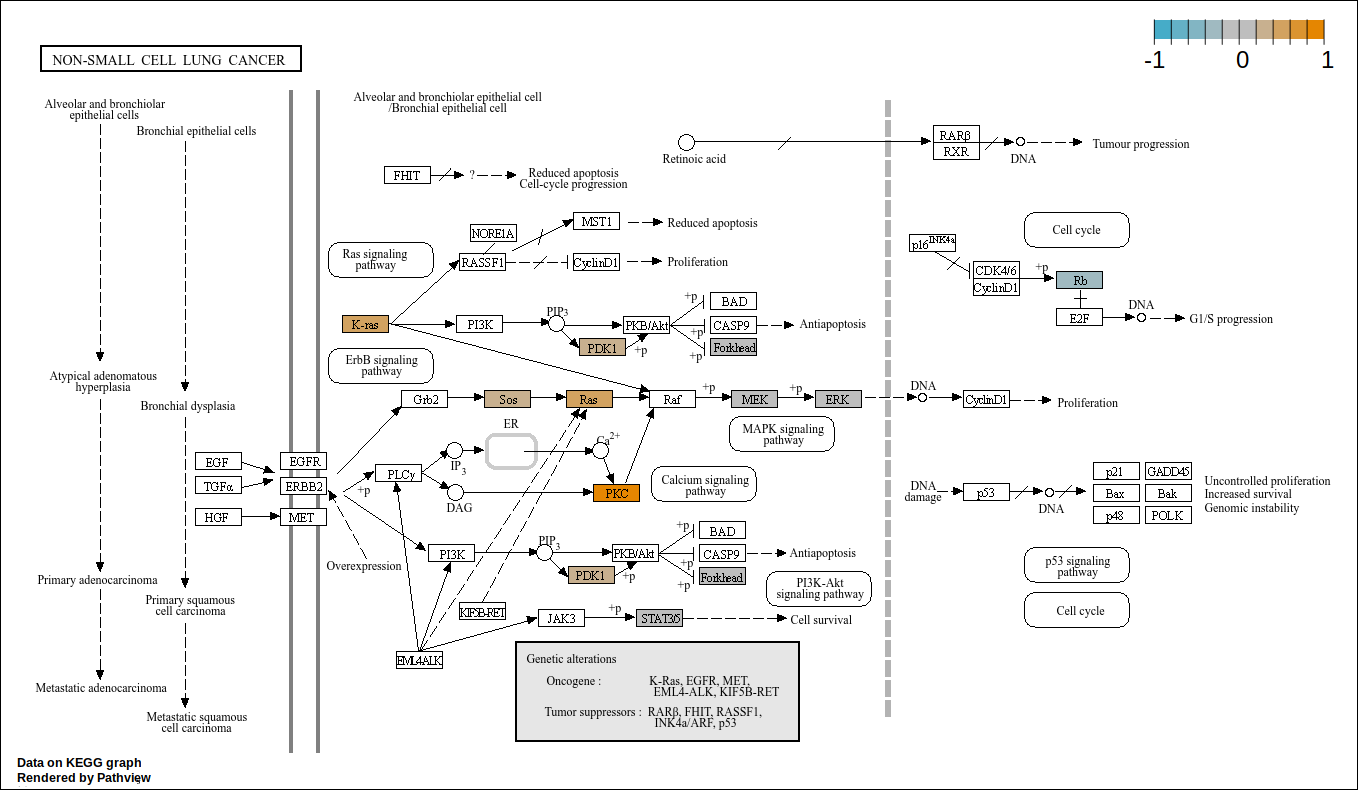 NON-SMALL CELL LUNG CANCER
-1 0 1
Alveolar and bronchiolar
epithelial cells
Bronchial epithelial cells
Atypical adenomatous
hyperplasia
Bronchial dysplasia
Primary adenocarcinoma
Primary squamous
cell carcinoma
Metastatic adenocarcinoma
Metastatic squamous
cell carcinoma
Alveolar and bronchiolar epithelial cell
/Bronchial epithelial cell
Retinoic acid
RARβ
RXR
DNA
Tumour progression
FHIT
?
Reduced apoptosis
Cell-cycle progression
NORE1A
MST1
Reduced apoptosis
Ras signaling
pathway
RASSF1
CyclinD1
Proliferation
K-ras
PI3K
PIP3
PKB/Akt
PDK1
+p
+p
BAD
+p
CASP9
Antiapoptosis
+p
Forkhead
p16INK4a
Cell cycle
CDK4/6
CyclinD1
+p
Rb
E2F
DNA
G1/S progression
ErbB signaling
pathway
Grb2
Sos
Ras
Raf
+p
MEK
+p
ERK
DNA
CyclinD1
Proliferation
MAPK signaling
pathway
EGF
TGFα
HGF
EGFR
ERBB2
MET
+p
PLCγ
IP3
DAG
ER
Ca2+
PKC
Calcium signaling
pathway
Overexpression
PI3K
PIP3
PKB/Akt
PDK1
+p
+p
BAD
+p
CASP9
Antiapoptosis
+p
Forkhead
PI3K-Akt
signaling pathway
KIF5B-RET
JAK3
+p
STAT3/5
Cell survival
EML4ALK
DNA
damage
p53
DNA
p21
GADD45
Bax
Bak
p48
POLK
Uncontrolled proliferation
Increased survival
Genomic instability
p53 signaling
pathway
Cell cycle
Genetic alterations
Oncogene : K-Ras, EGFR, MET,
EML4-ALK, KIF5B-RET
Tumor suppressors : RARβ, FHIT, RASSF1,
INK4a/ARF, p53
Data on KEGG graph
Rendered by Pathview